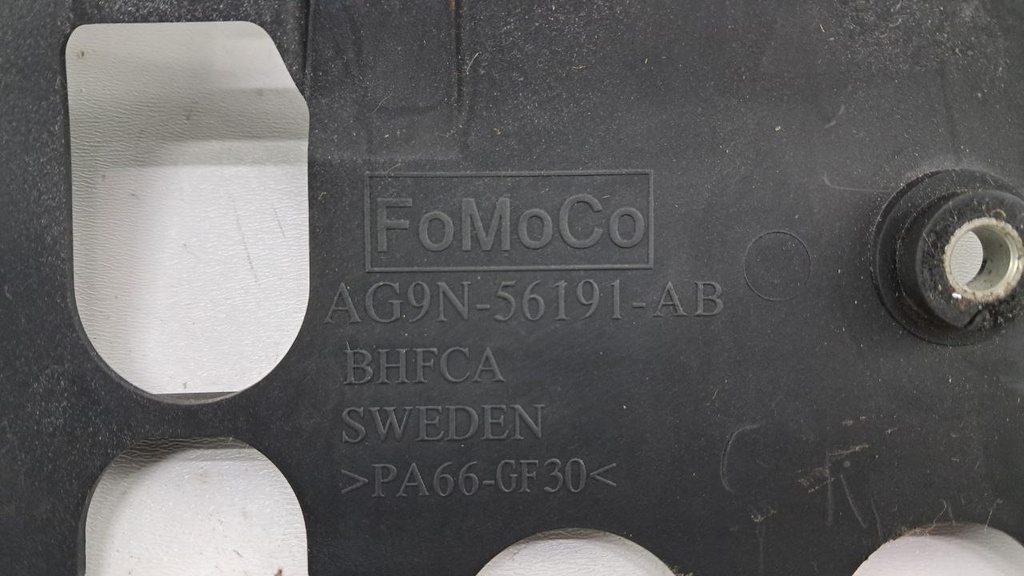 FoMoCo
AG9N-56191-AB
BHFCA
SWEDEN
>PA66-GF30<